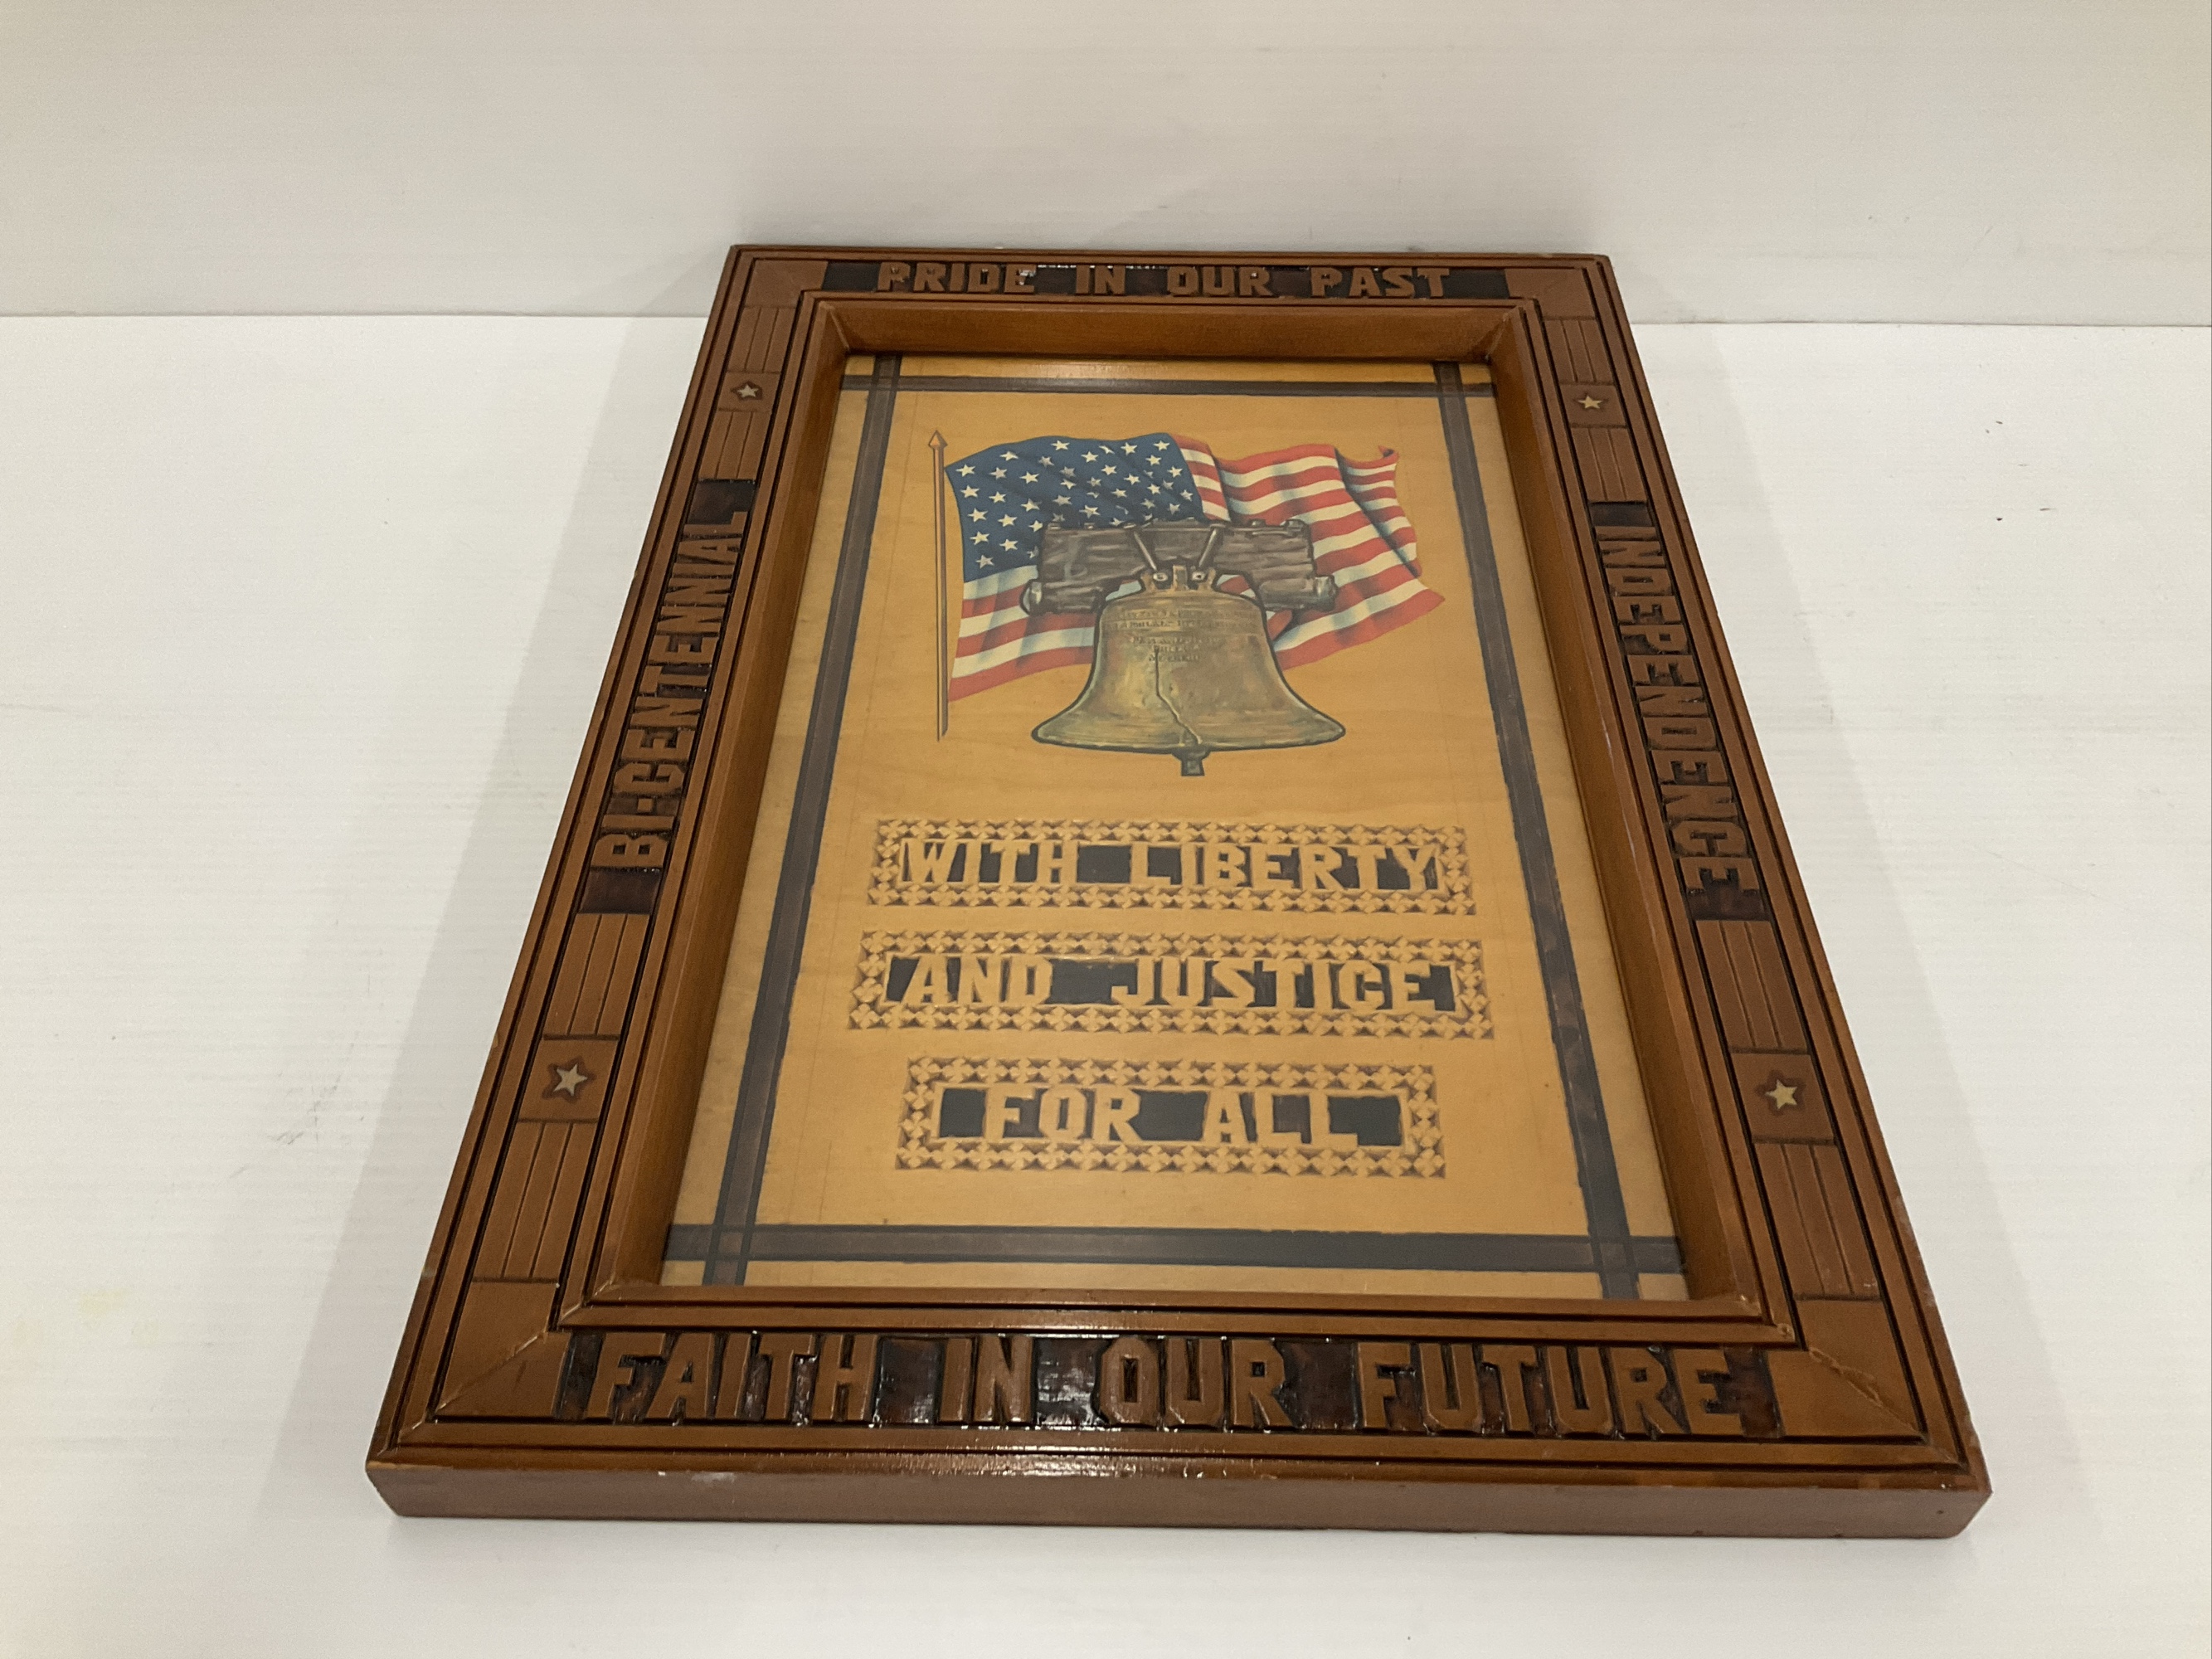 PRIDE IN OUR PAST
BI-CENTENNIAL
INDEPENDENCE
WITH LIBERTY
AND JUSTICE
FOR ALL
FAITH IN OUR FUTURE